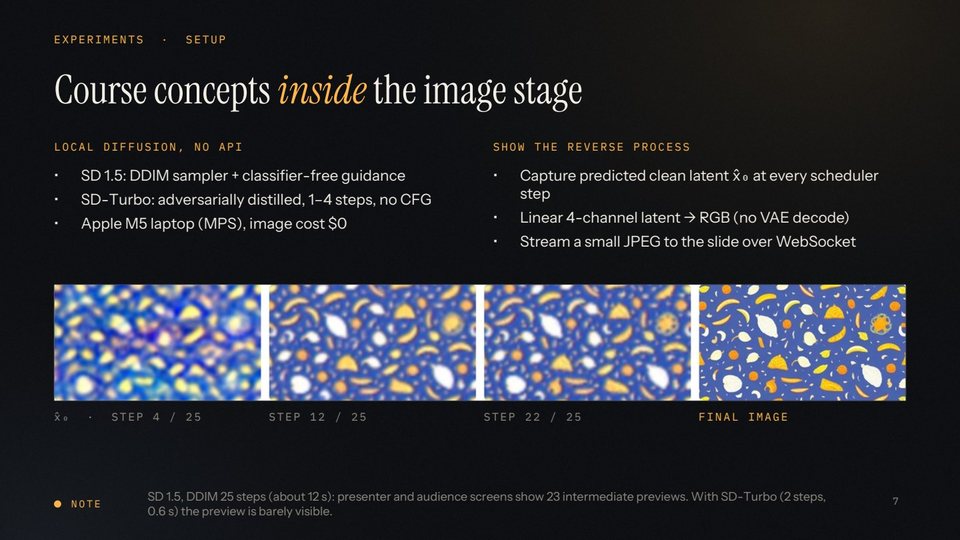 EXPERIMENTS · SETUP
Course concepts inside the image stage
LOCAL DIFFUSION, NO API
· SD 1.5: DDIM sampler + classifier-free guidance
· SD-Turbo: adversarially distilled, 1–4 steps, no CFG
· Apple M5 laptop (MPS), image cost $0
SHOW THE REVERSE PROCESS
· Capture predicted clean latent x̂₀ at every scheduler
step
· Linear 4-channel latent → RGB (no VAE decode)
· Stream a small JPEG to the slide over WebSocket
x̂₀ · STEP 4 / 25
STEP 12 / 25
STEP 22 / 25
FINAL IMAGE
● NOTE
SD 1.5, DDIM 25 steps (about 12 s): presenter and audience screens show 23 intermediate previews. With SD-Turbo (2 steps,
0.6 s) the preview is barely visible.
7